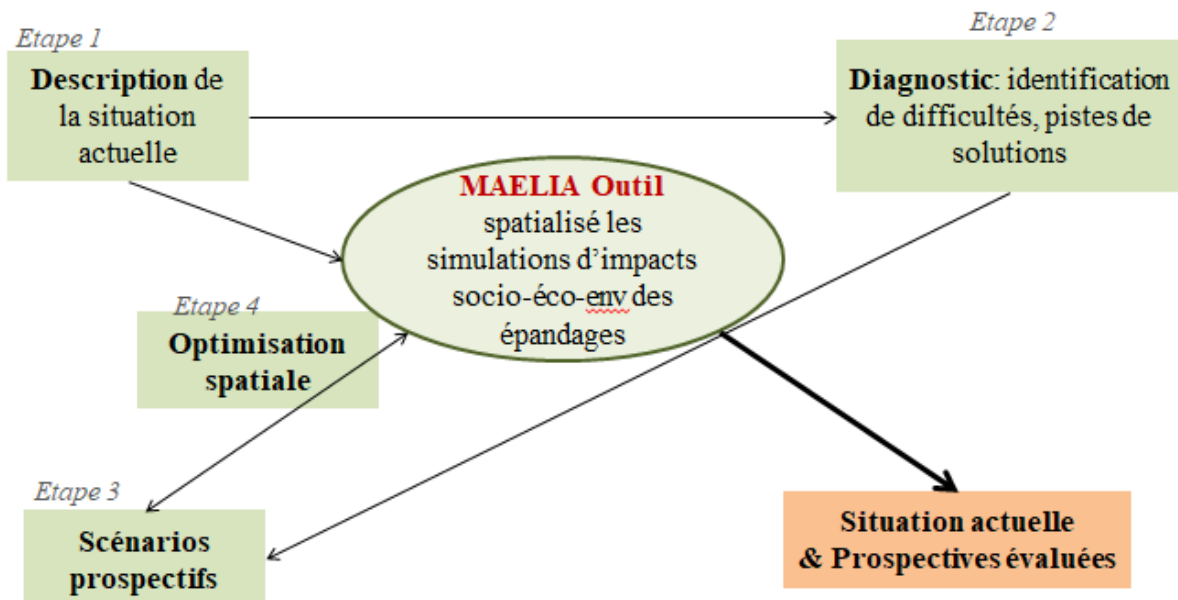 Etape 1
Description de
la situation
actuelle
Etape 2
Diagnostic: identification
de difficultés, pistes de
solutions
MAELIA Outil
spatialisé les
simulations d’impacts
socio-éco-env des
épandages
Etape 4
Optimisation
spatiale
Etape 3
Scénarios
prospectifs
Situation actuelle
& Prospectives évaluées